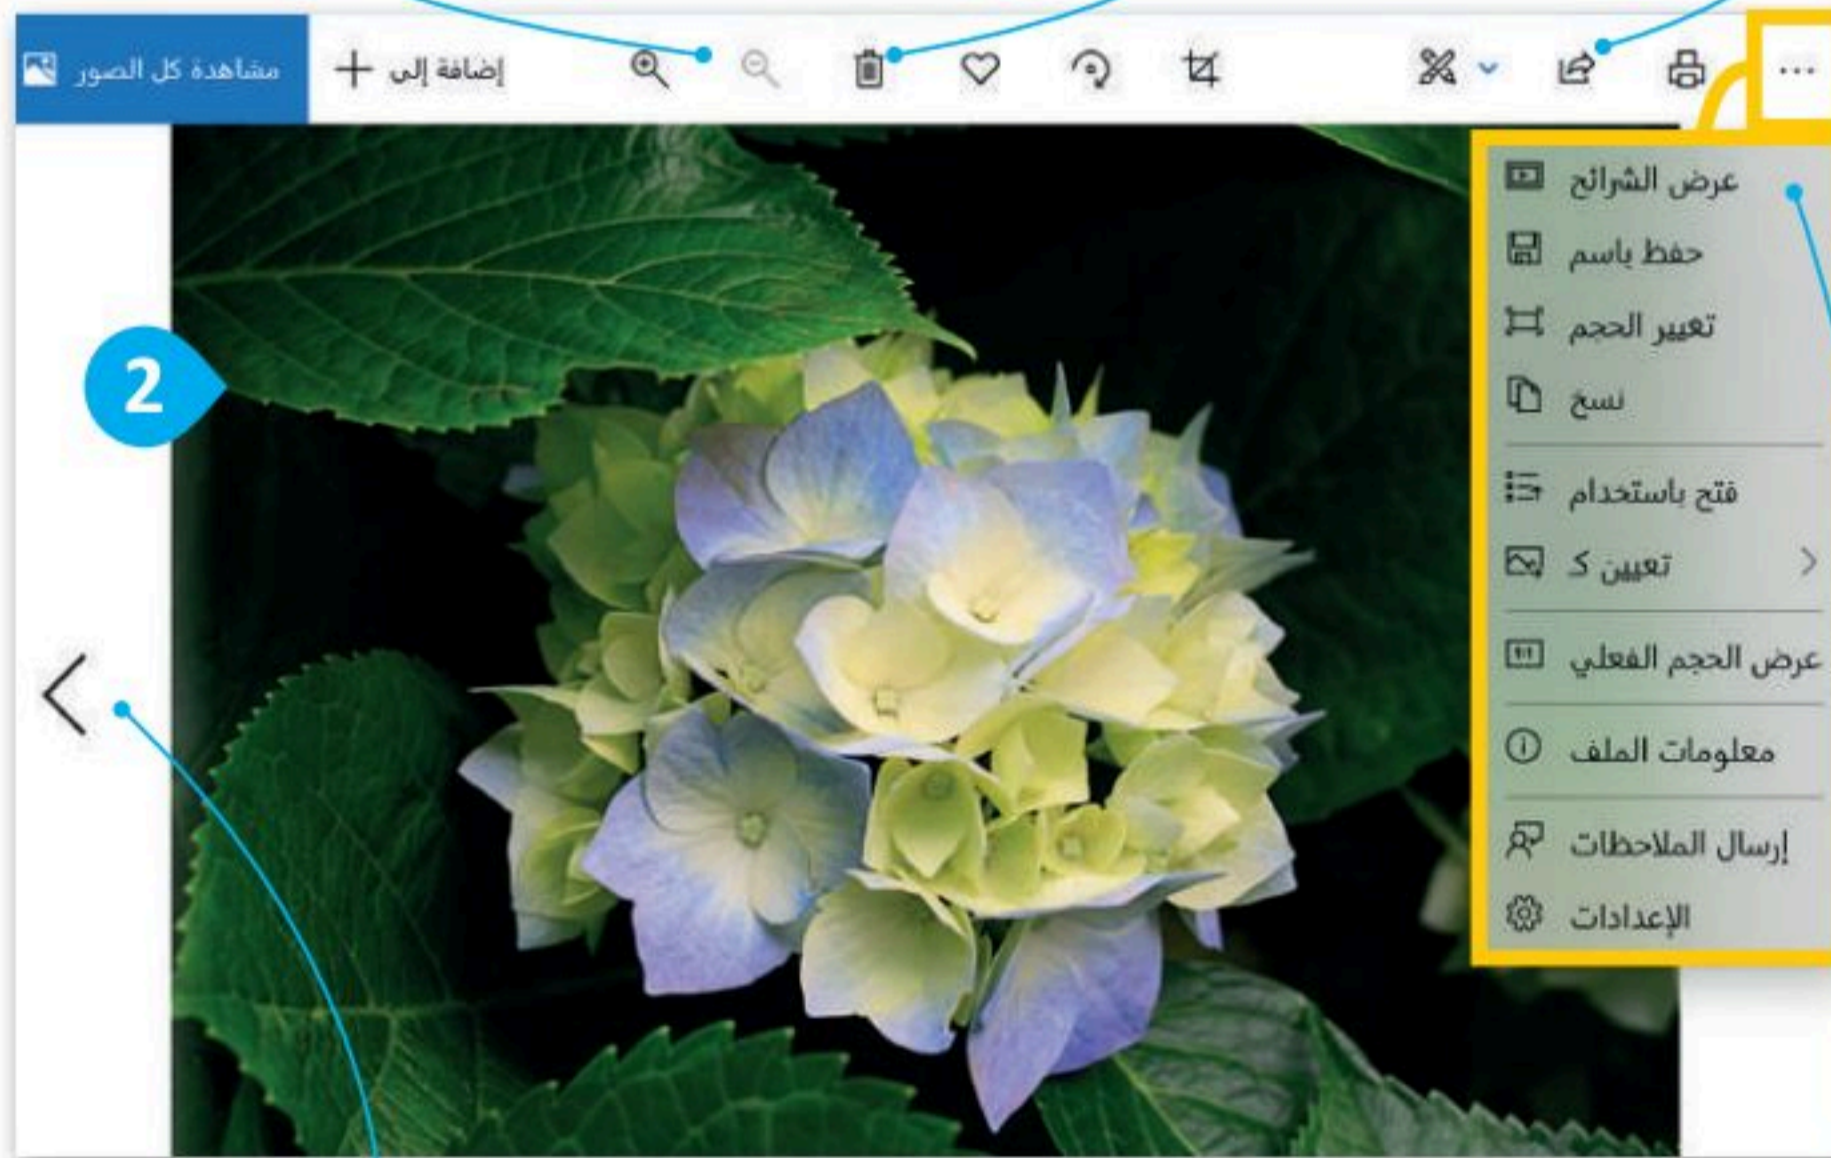 مشاهدة كل الصور
إضافة إلى
2
عرض الشرائح
حفظ باسم
تغيير الحجم
نسخ
فتح باستخدام
تعيين ك
عرض الحجم الفعلي
معلومات الملف
إرسال الملاحظات
الإعدادات